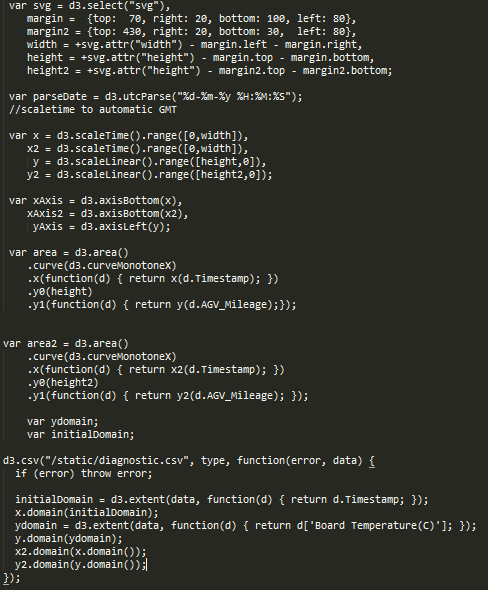 var svg = d3.select("svg"),
margin =  {top:  70, right: 20, bottom: 100, left: 80},
margin2 = {top: 430, right: 20, bottom: 30,  left: 80},
width = +svg.attr("width") - margin.left - margin.right,
height = +svg.attr("height") - margin.top - margin.bottom,
height2 = +svg.attr("height") - margin2.top - margin2.bottom;
var parseDate = d3.utcParse("%d-%m-%y %H:%M:%S");
//scaletime to automatic GMT
var x = d3.scaleTime().range([0,width]),
x2 = d3.scaleTime().range([0,width]),
y = d3.scaleLinear().range([height,0]),
y2 = d3.scaleLinear().range([height2,0]);
var xAxis = d3.axisBottom(x),
xAxis2 = d3.axisBottom(x2),
yAxis = d3.axisLeft(y);
var area = d3.area()
.curve(d3.curveMonotoneX)
.x(function(d) { return x(d.Timestamp); })
.y0(height)
.y1(function(d) { return y(d.AGV_Mileage);});
var area2 = d3.area()
.curve(d3.curveMonotoneX)
.x(function(d) { return x2(d.Timestamp); })
.y0(height2)
.y1(function(d) { return y2(d.AGV_Mileage); });
var ydomain;
var initialDomain;
d3.csv("/static/diagnostic.csv", type, function(error, data) {
if (error) throw error;
initialDomain = d3.extent(data, function(d) { return d.Timestamp; });
x.domain(initialDomain);
ydomain = d3.extent(data, function(d) { return d['Board Temperature(C)']; });
y.domain(ydomain);
x2.domain(x.domain());
y2.domain(y.domain());
});